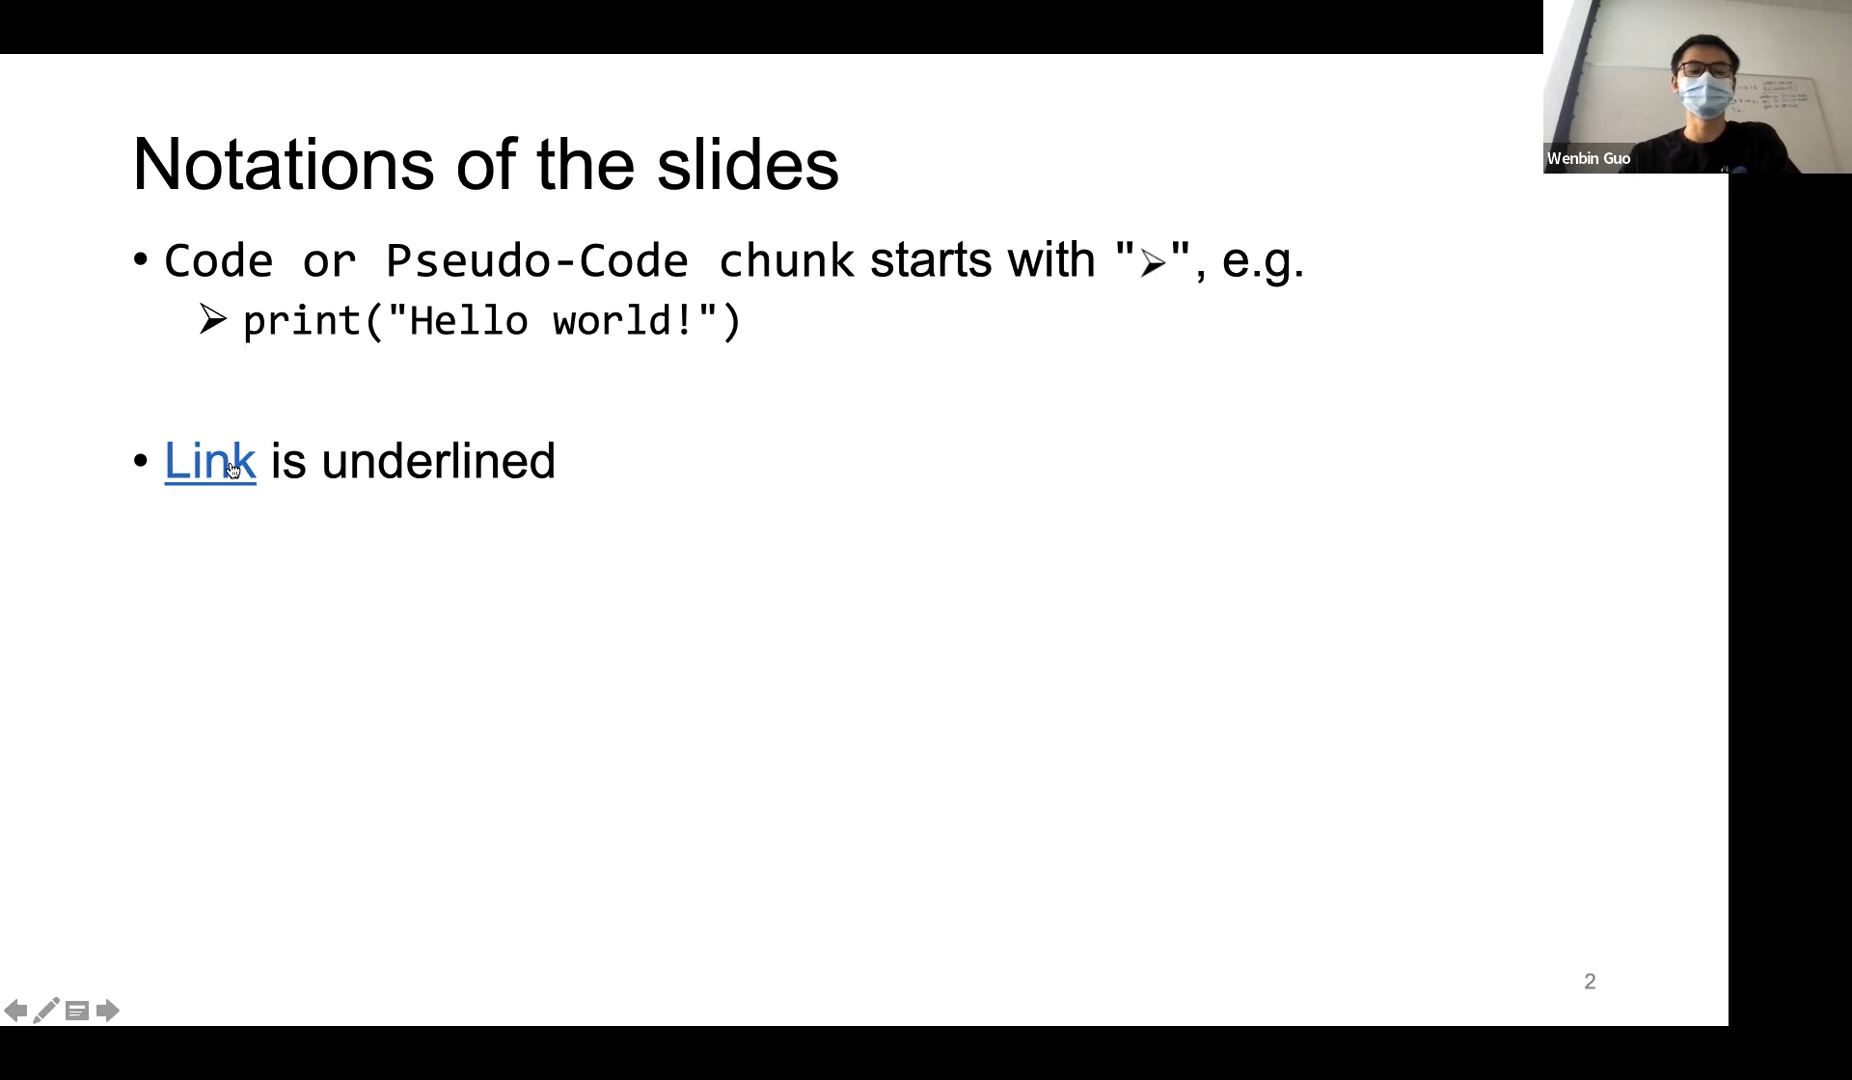 Notations of the slides
• Code or Pseudo-Code chunk starts with "➢", e.g.
➢ print("Hello world!")
• Link is underlined
2
Wenbin Guo